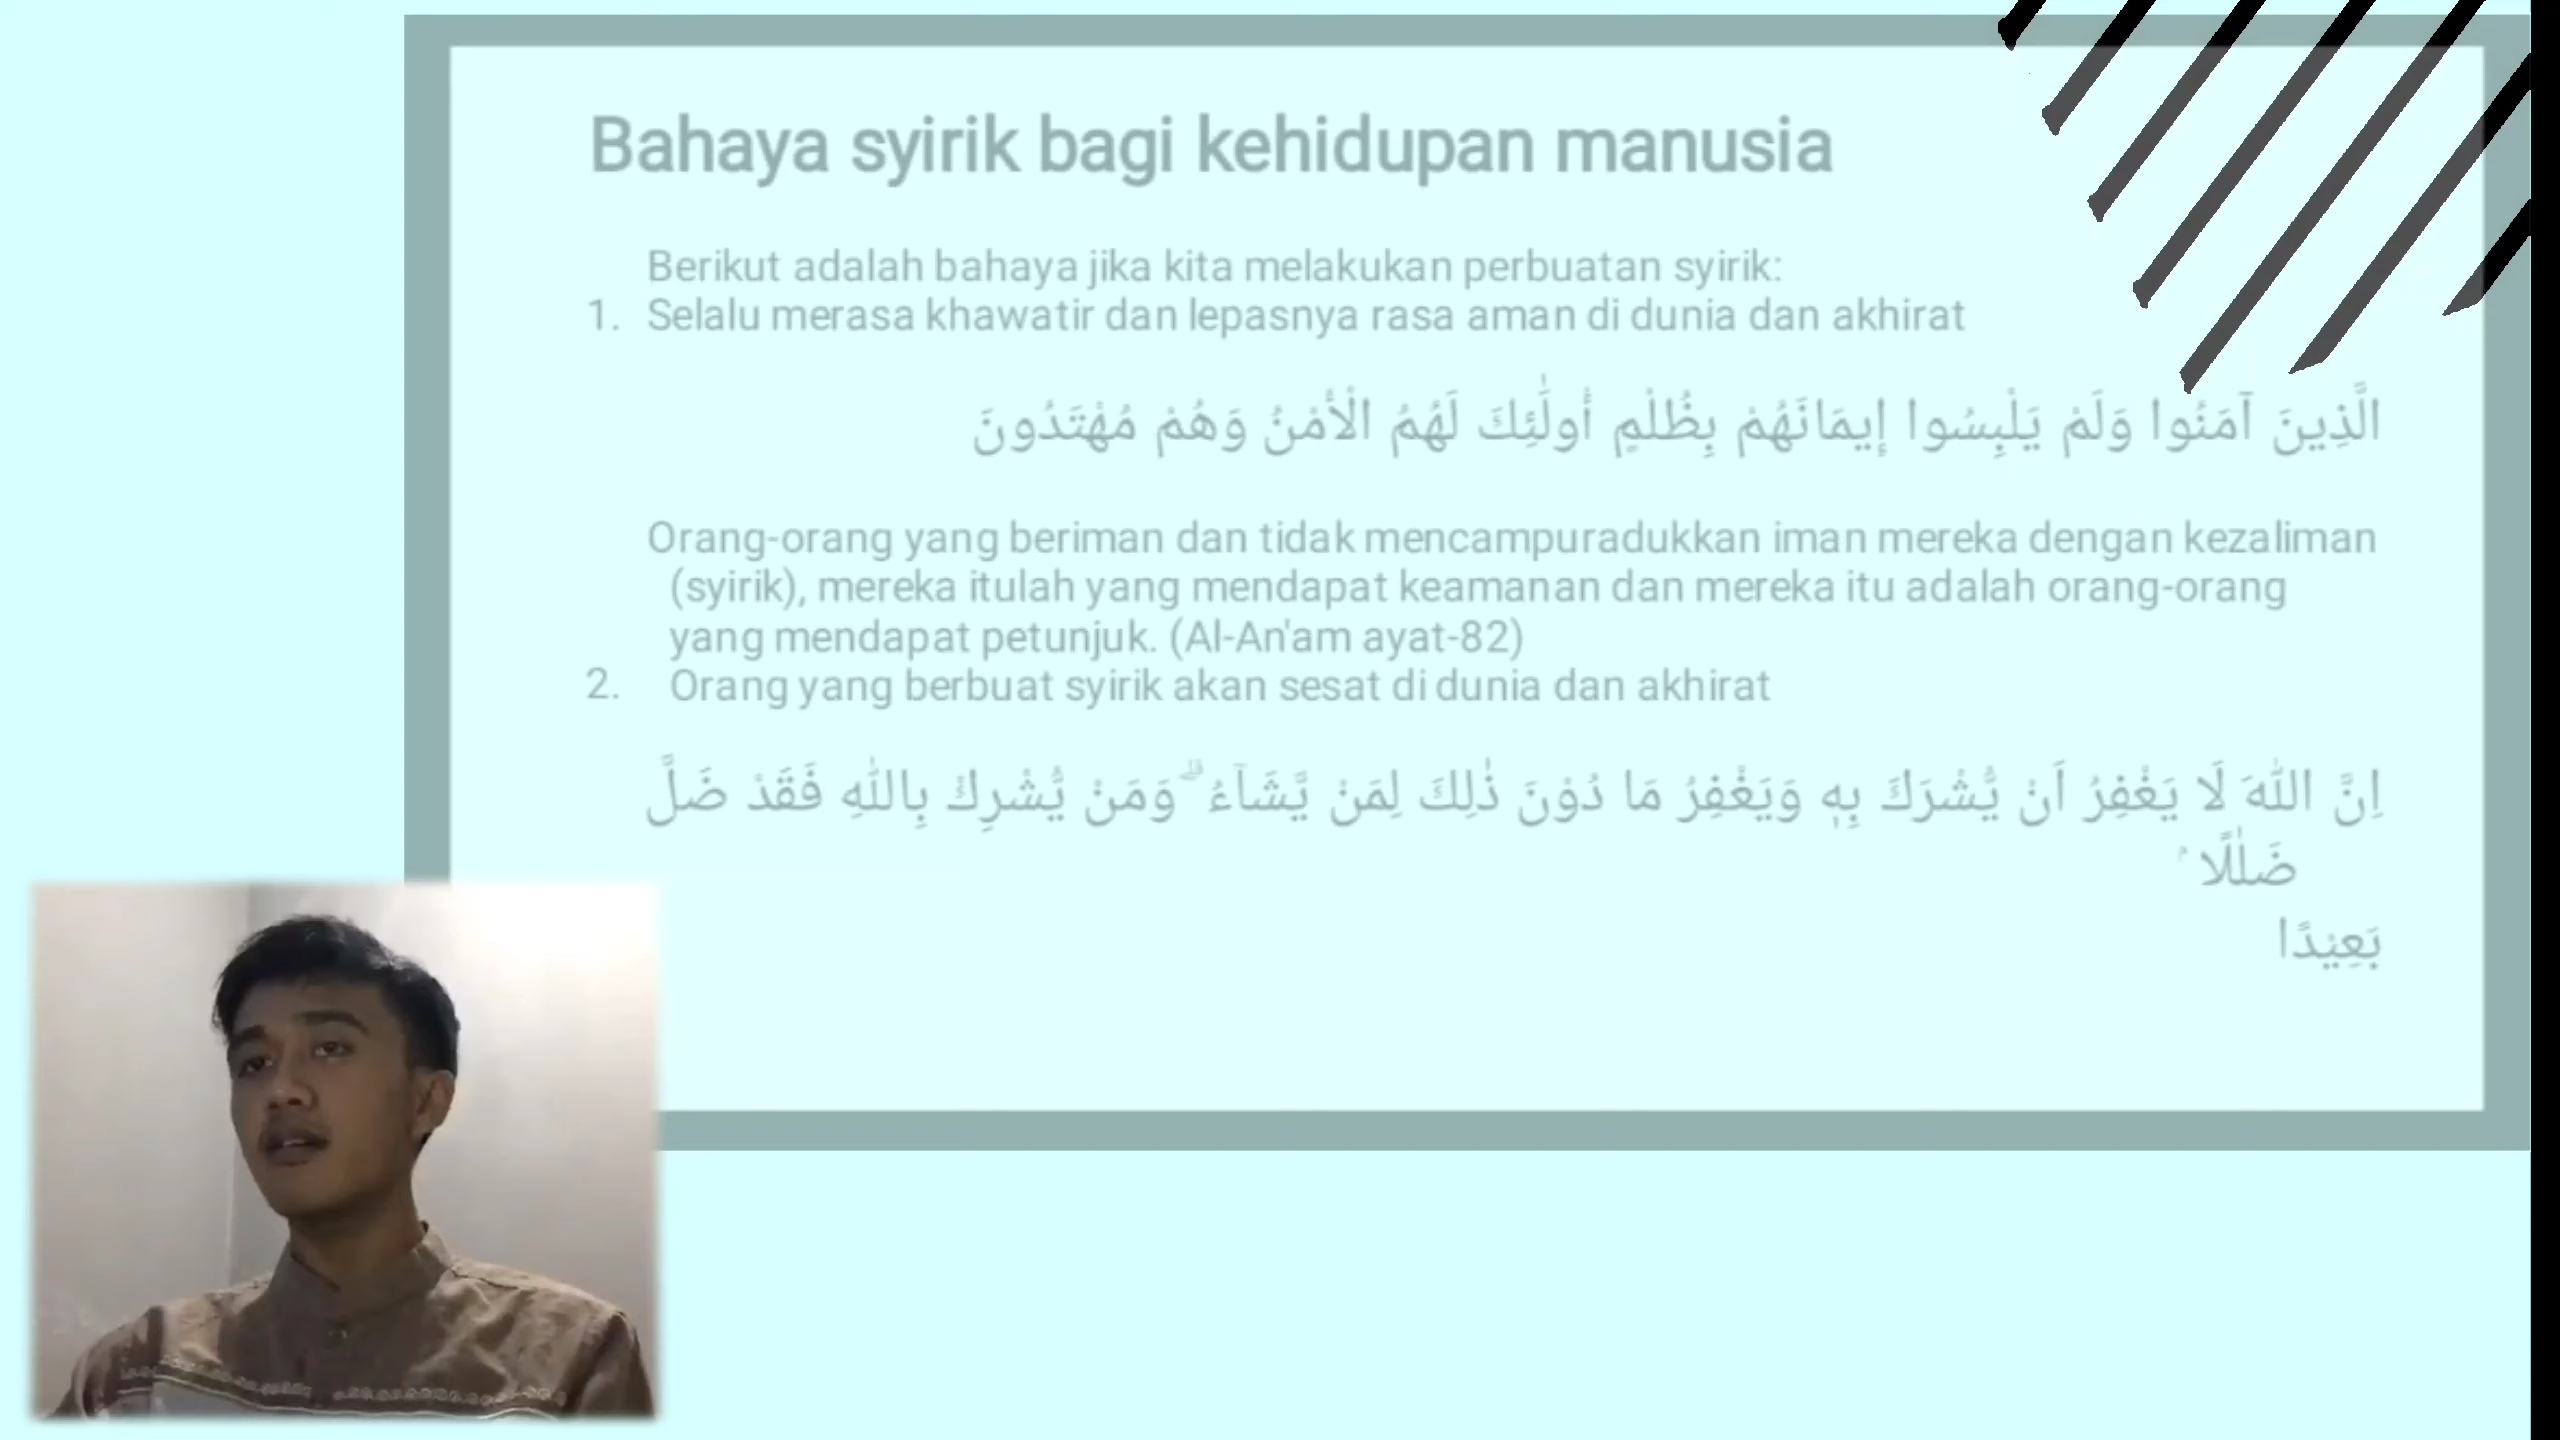 Bahaya syirik bagi kehidupan manusia
Berikut adalah bahaya jika kita melakukan perbuatan syirik:
1. Selalu merasa khawatir dan lepasnya rasa aman di dunia dan akhirat
الَّذِينَ آمَنُوا وَلَمْ يَلْبِسُوا إِيمَانَهُمْ بِظُلْمٍ أُولَٰئِكَ لَهُمُ الْأَمْنُ وَهُمْ مُهْتَدُونَ
Orang-orang yang beriman dan tidak mencampuradukkan iman mereka dengan kezaliman
(syirik), mereka itulah yang mendapat keamanan dan mereka itu adalah orang-orang
yang mendapat petunjuk. (Al-An'am ayat-82)
2. Orang yang berbuat syirik akan sesat di dunia dan akhirat
اِنَّ اللّٰهَ لَا يَغْفِرُ اَنْ يُّشْرَكَ بِهٖ وَيَغْفِرُ مَا دُوْنَ ذٰلِكَ لِمَنْ يَّشَاۤءُ ۗوَمَنْ يُّشْرِكْ بِاللّٰهِ فَقَدْ ضَلَّ
ضَلٰلًا ۢ
بَعِيْدًا